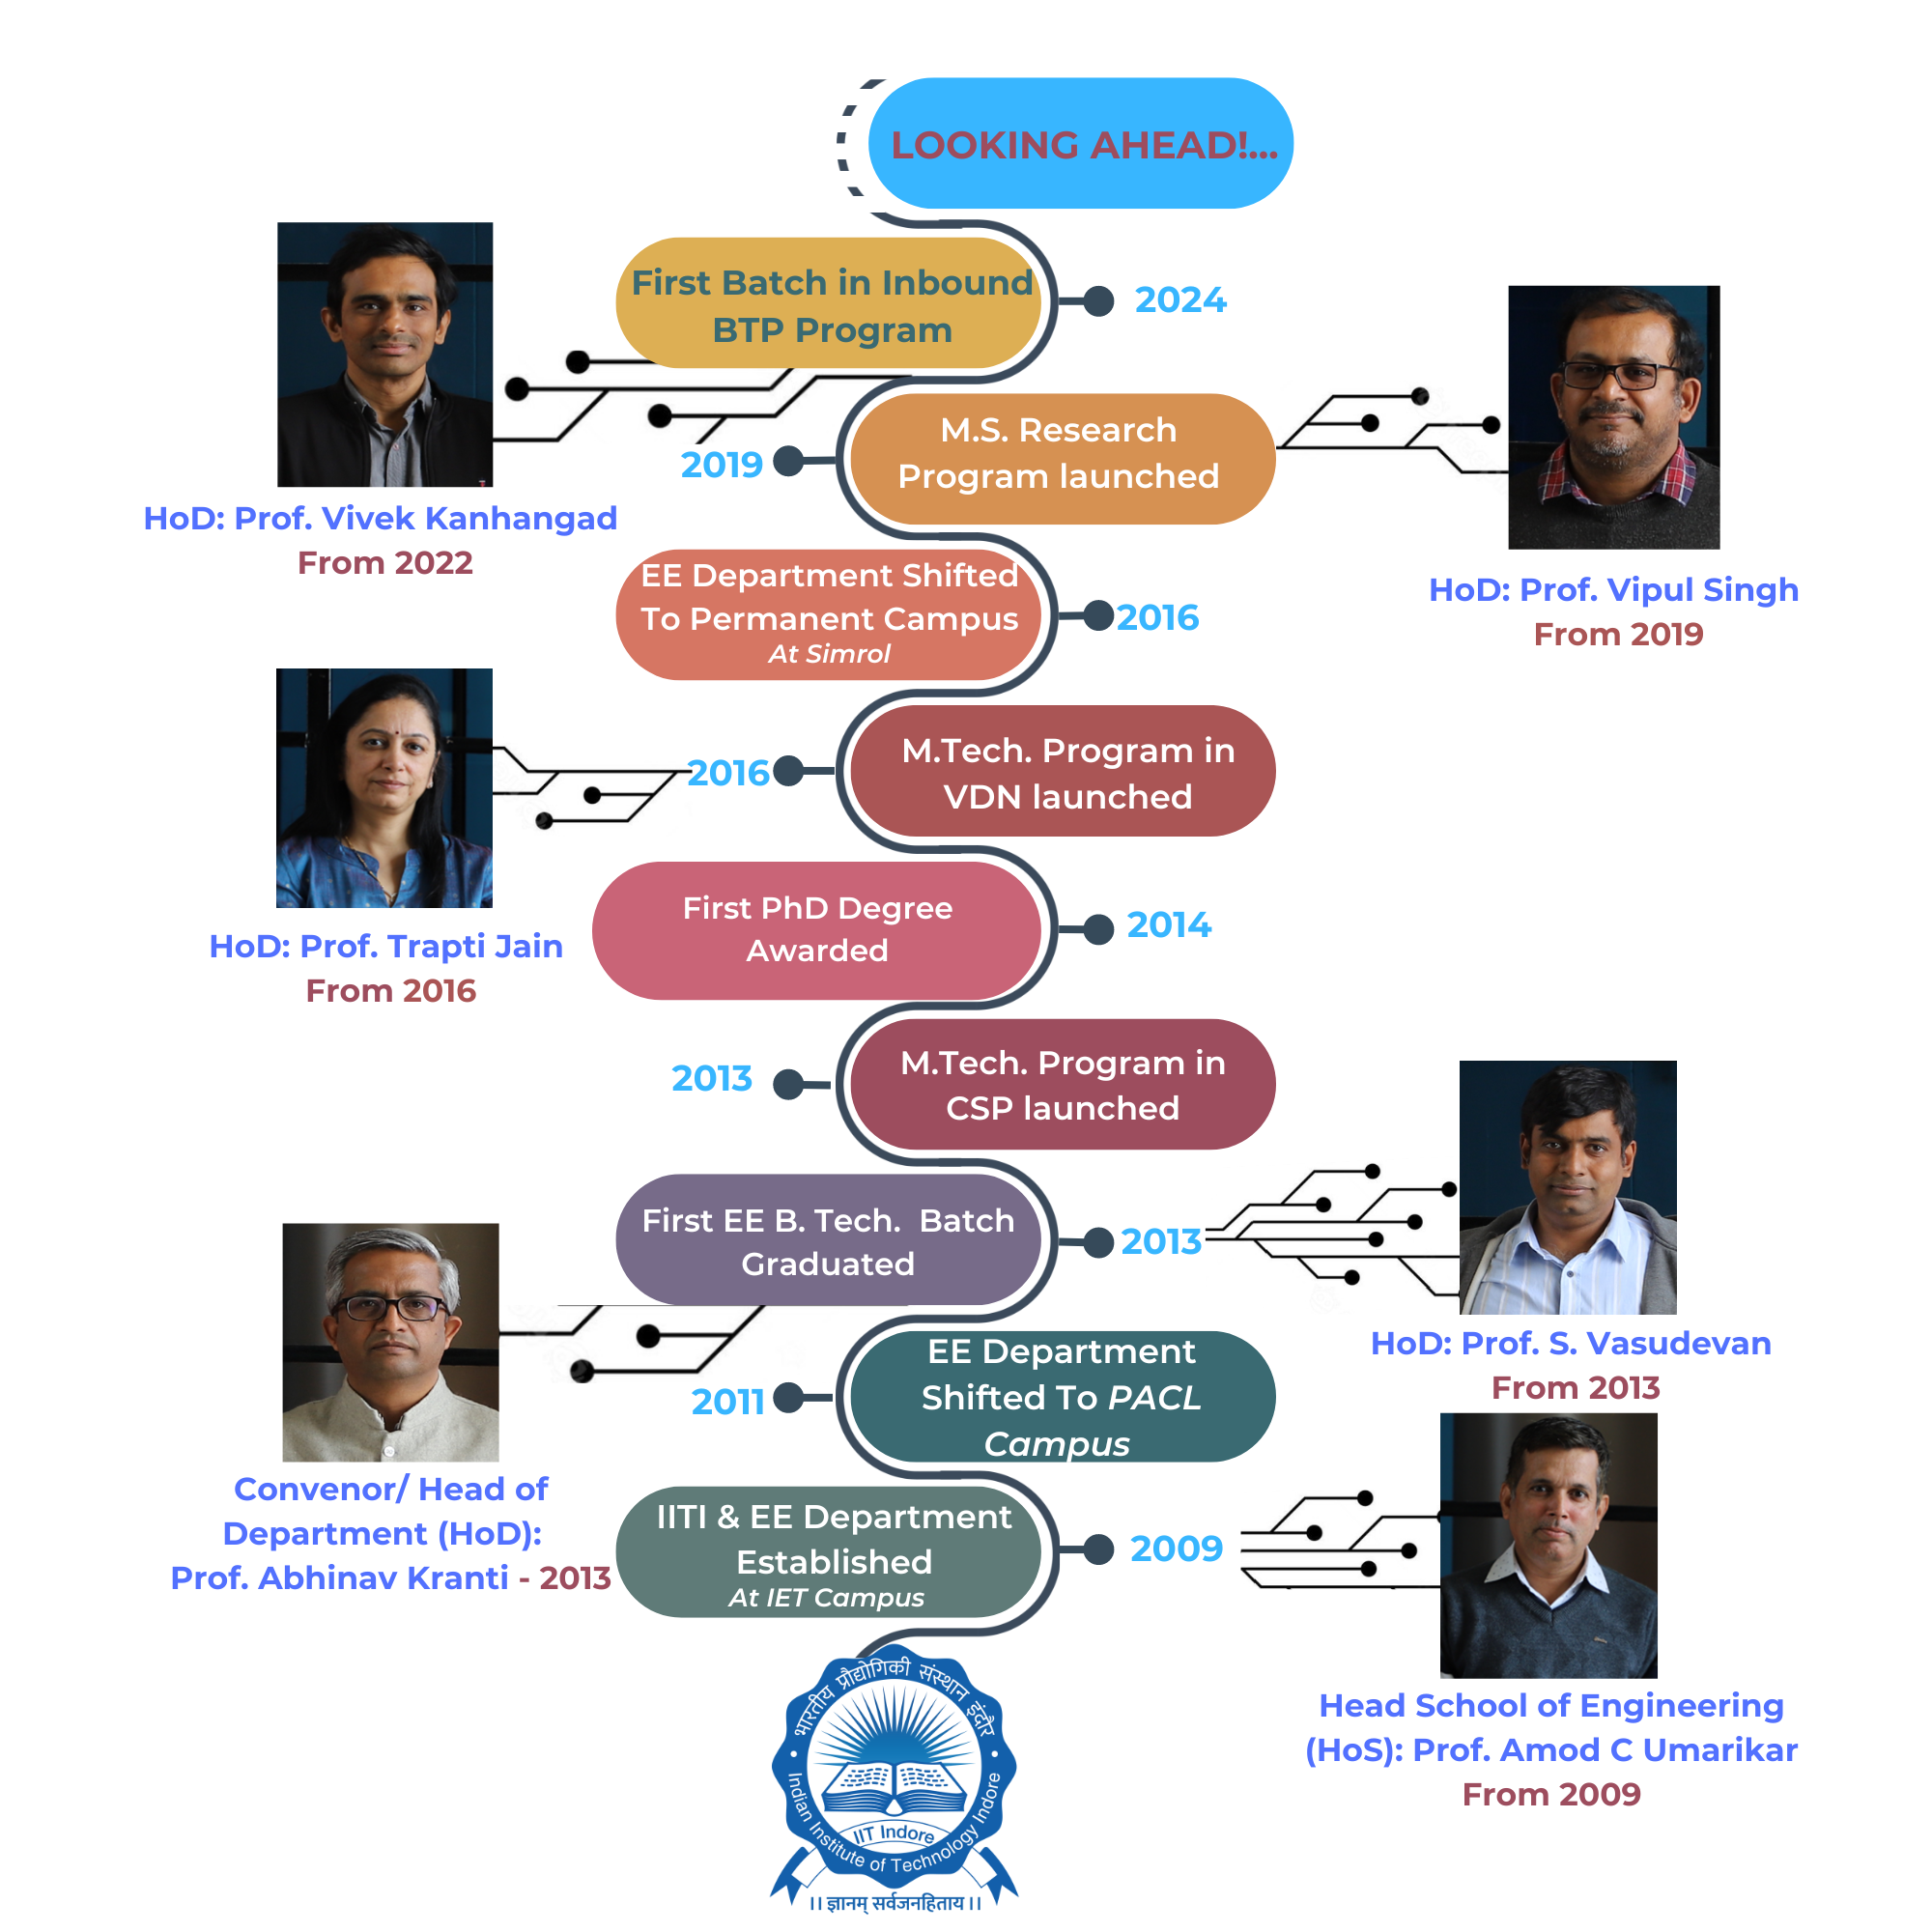 LOOKING AHEAD!...
First Batch in Inbound
BTP Program
2024
M.S. Research
Program launched
2019
HoD: Prof. Vivek Kanhangad
From 2022
HoD: Prof. Vipul Singh
From 2019
EE Department Shifted
To Permanent Campus
At Simrol
2016
M.Tech. Program in
VDN launched
2016
HoD: Prof. Trapti Jain
From 2016
First PhD Degree
Awarded
2014
M.Tech. Program in
CSP launched
2013
First EE B. Tech. Batch
Graduated
2013
HoD: Prof. S. Vasudevan
From 2013
EE Department
Shifted To PACL
Campus
2011
Convenor/ Head of
Department (HoD):
Prof. Abhinav Kranti - 2013
IITI & EE Department
Established
At IET Campus
2009
Head School of Engineering
(HoS): Prof. Amod C Umarikar
From 2009
भारतीय प्रौद्योगिकी संस्थान इंदौर
IIT Indore
Indian Institute of Technology Indore
।। ज्ञानम् सर्वजनहिताय ।।